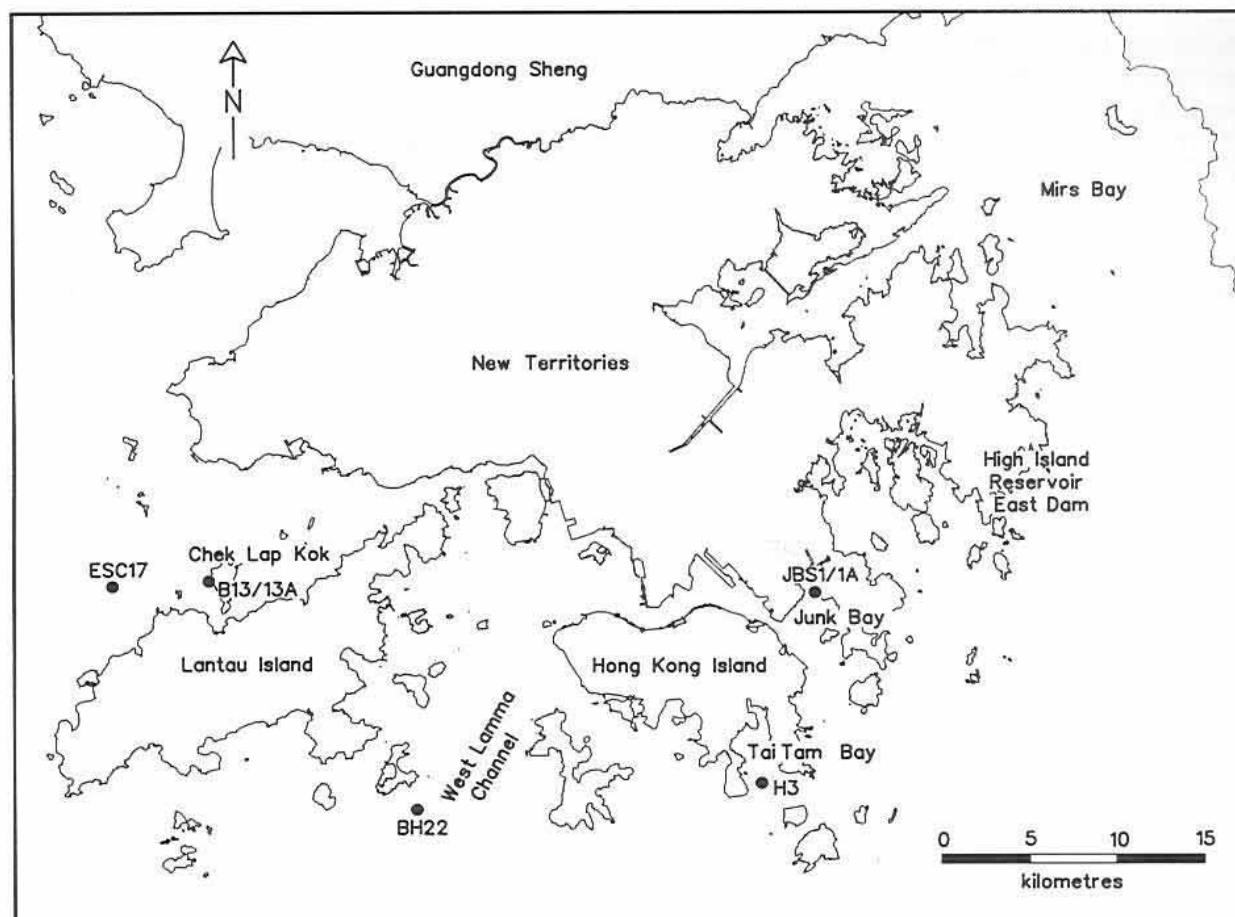 Guangdong Sheng
N
Mirs Bay
New Territories
High Island
Reservoir
East Dam
Chek Lap Kok
ESC17
B13/13A
JBS1/1A
Junk Bay
Lantau Island
Hong Kong Island
West Lamma
Channel
Tai Tam Bay
H3
BH22
0 5 10 15
kilometres